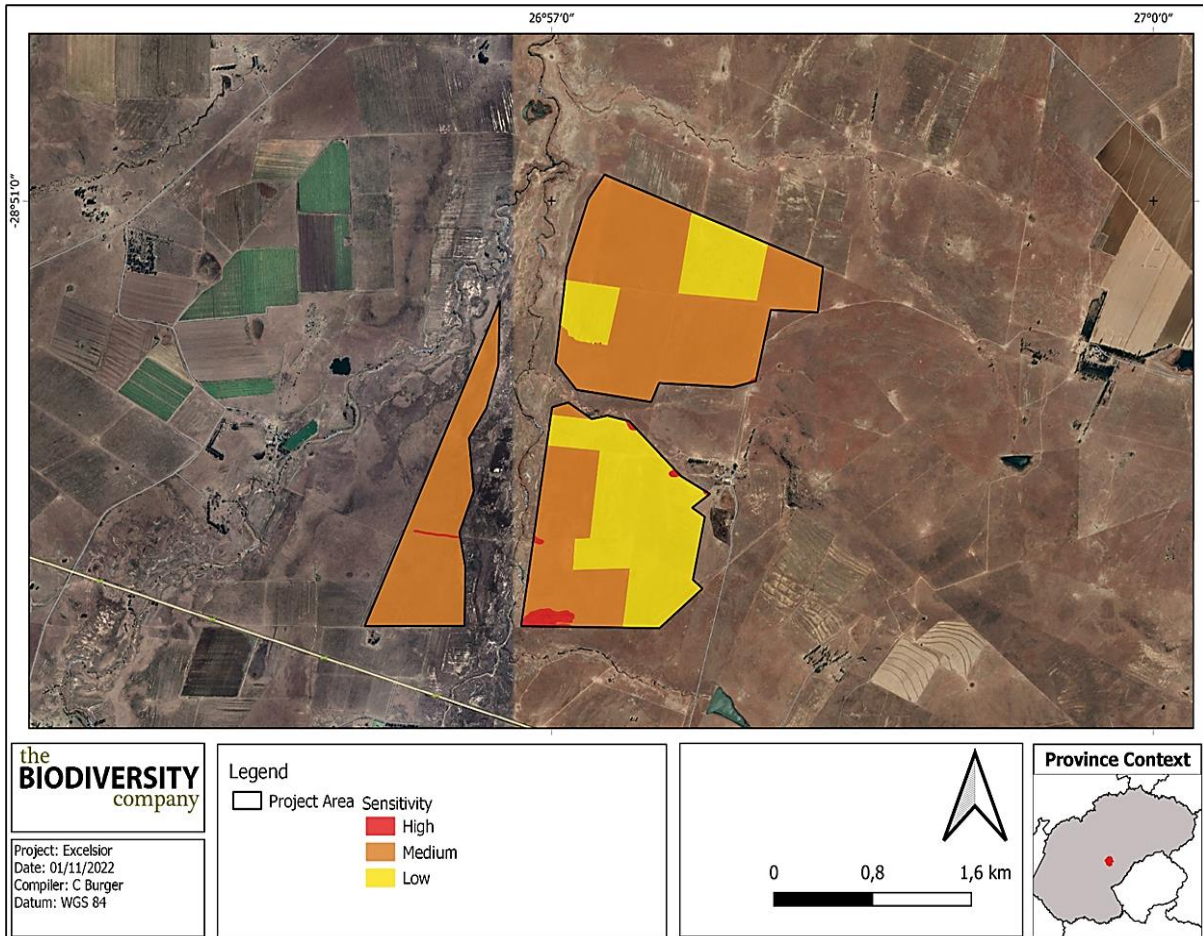 26°57'0"
27°0'0"
-28°51'0"
the
BIODIVERSITY
company
Project: Excelsior
Date: 01/11/2022
Compiler: C Burger
Datum: WGS 84
Legend
Project Area
Sensitivity
High
Medium
Low
0 0,8 1,6 km
Province Context